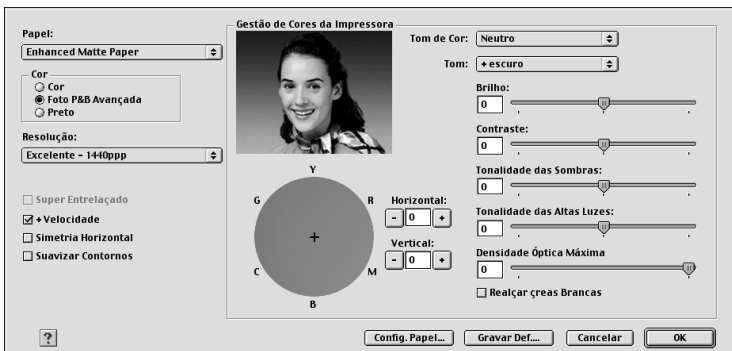 Papel:
Enhanced Matte Paper
Cor
Cor
Foto P&B Avançada
Preto
Resolução:
Excelente - 1440ppp
Super Entrelaçado
+ Velocidade
Simetria Horizontal
Suavizar Contornos
Gestão de Cores da Impressora
Y
G R
C M
B
Horizontal:
- 0 +
Vertical:
- 0 +
Tom de Cor: Neutro
Tom: + escuro
Brilho:
0
Contraste:
0
Tonalidade das Sombras:
0
Tonalidade das Altas Luzes:
0
Densidade Óptica Máxima
0
Realçar çreas Brancas
? Config. Papel... Gravar Def.... Cancelar OK